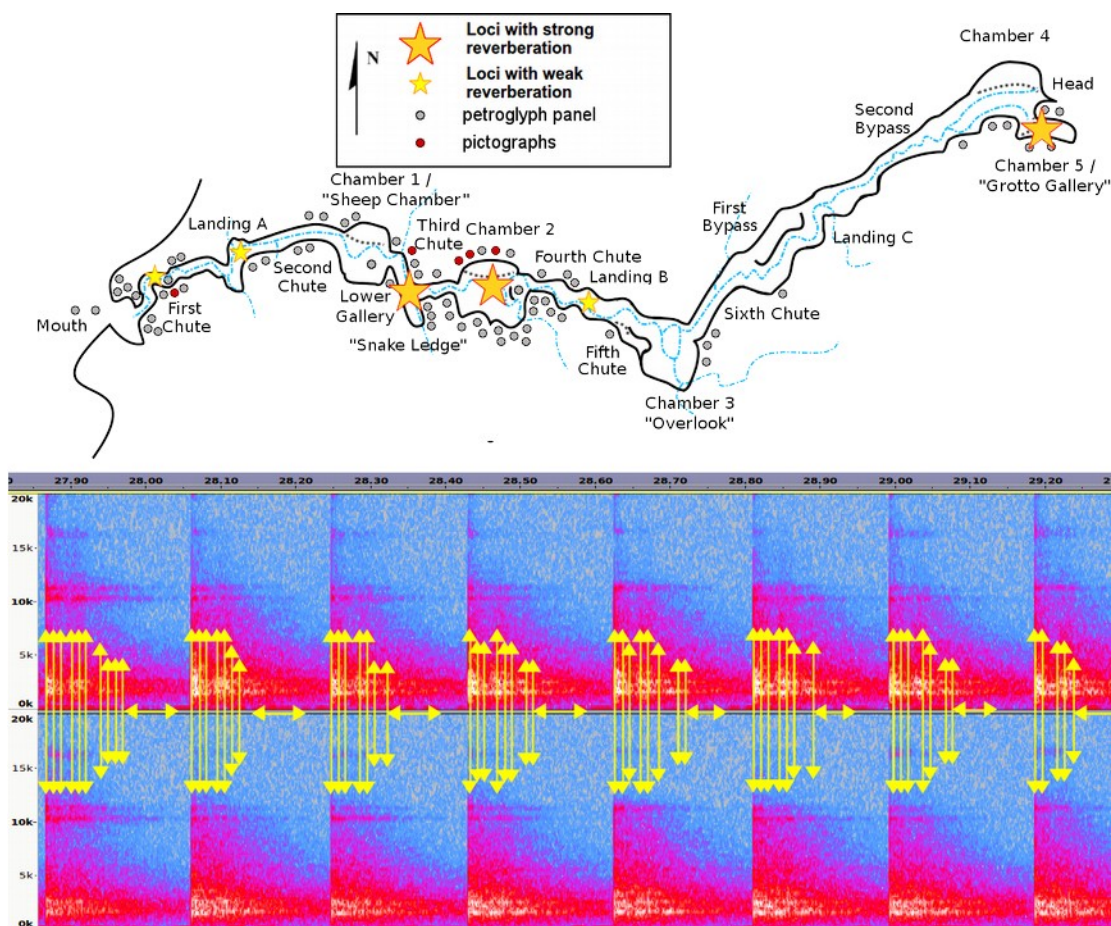 Loci with strong
reverberation
N
Loci with weak
reverberation
petroglyph panel
pictographs
Chamber 4
Head
Second
Bypass
Chamber 5 /
"Grotto Gallery"
Chamber 1 /
"Sheep Chamber"
Landing A
Third
Chute
Chamber 2
First
Bypass
Fourth Chute
Landing B
Landing C
Second
Chute
Mouth
First
Chute
Lower
Gallery
"Snake Ledge"
Sixth Chute
Fifth
Chute
Chamber 3
"Overlook"
-
0 27.90 28.00 28.10 28.20 28.30 28.40 28.50 28.60 28.70 28.80 28.90 29.00 29.10 29.20 29.
20k
15k
10k
5k
0k
20k
15k
10k
5k
0k